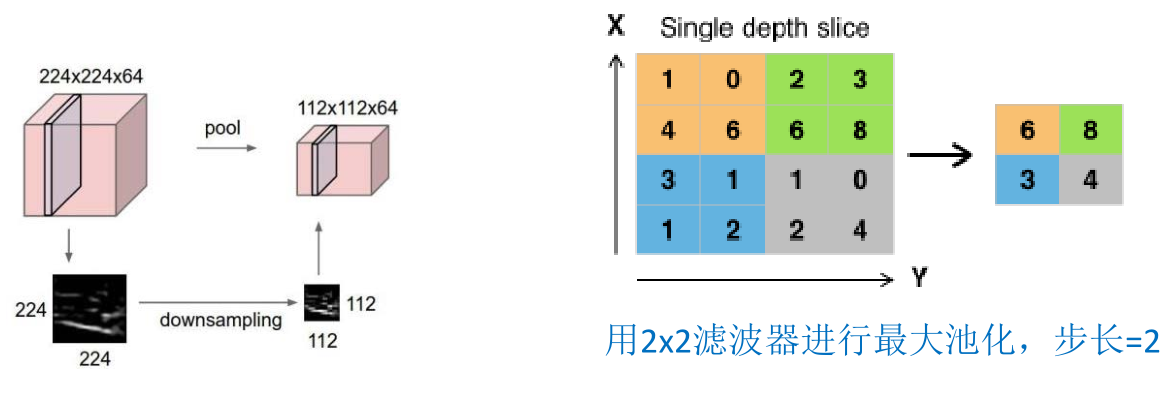 224x224x64
pool
112x112x64
224
224
downsampling
112
112
X Single depth slice
1 0 2 3
4 6 6 8
3 1 1 0
1 2 2 4
6 8
3 4
Y
用2x2滤波器进行最大池化，步长=2